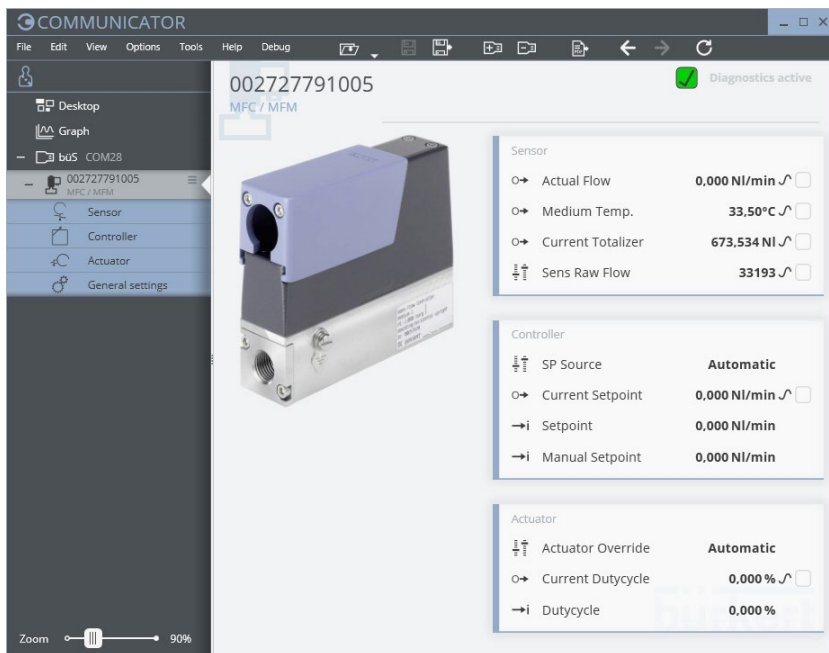 COMMUNICATOR
File Edit View Options Tools Help Debug
Desktop
Graph
büS COM28
002727791005
MFC / MFM
Sensor
Controller
Actuator
General settings
Zoom 90%
002727791005
MFC / MFM
Diagnostics active
Sensor
Actual Flow 0,000 Nl/min
Medium Temp. 33,50°C
Current Totalizer 673,534 Nl
Sens Raw Flow 33193
Controller
SP Source Automatic
Current Setpoint 0,000 Nl/min
Setpoint 0,000 Nl/min
Manual Setpoint 0,000 Nl/min
Actuator
Actuator Override Automatic
Current Dutycycle 0,000 %
Dutycycle 0,000 %
bürkert